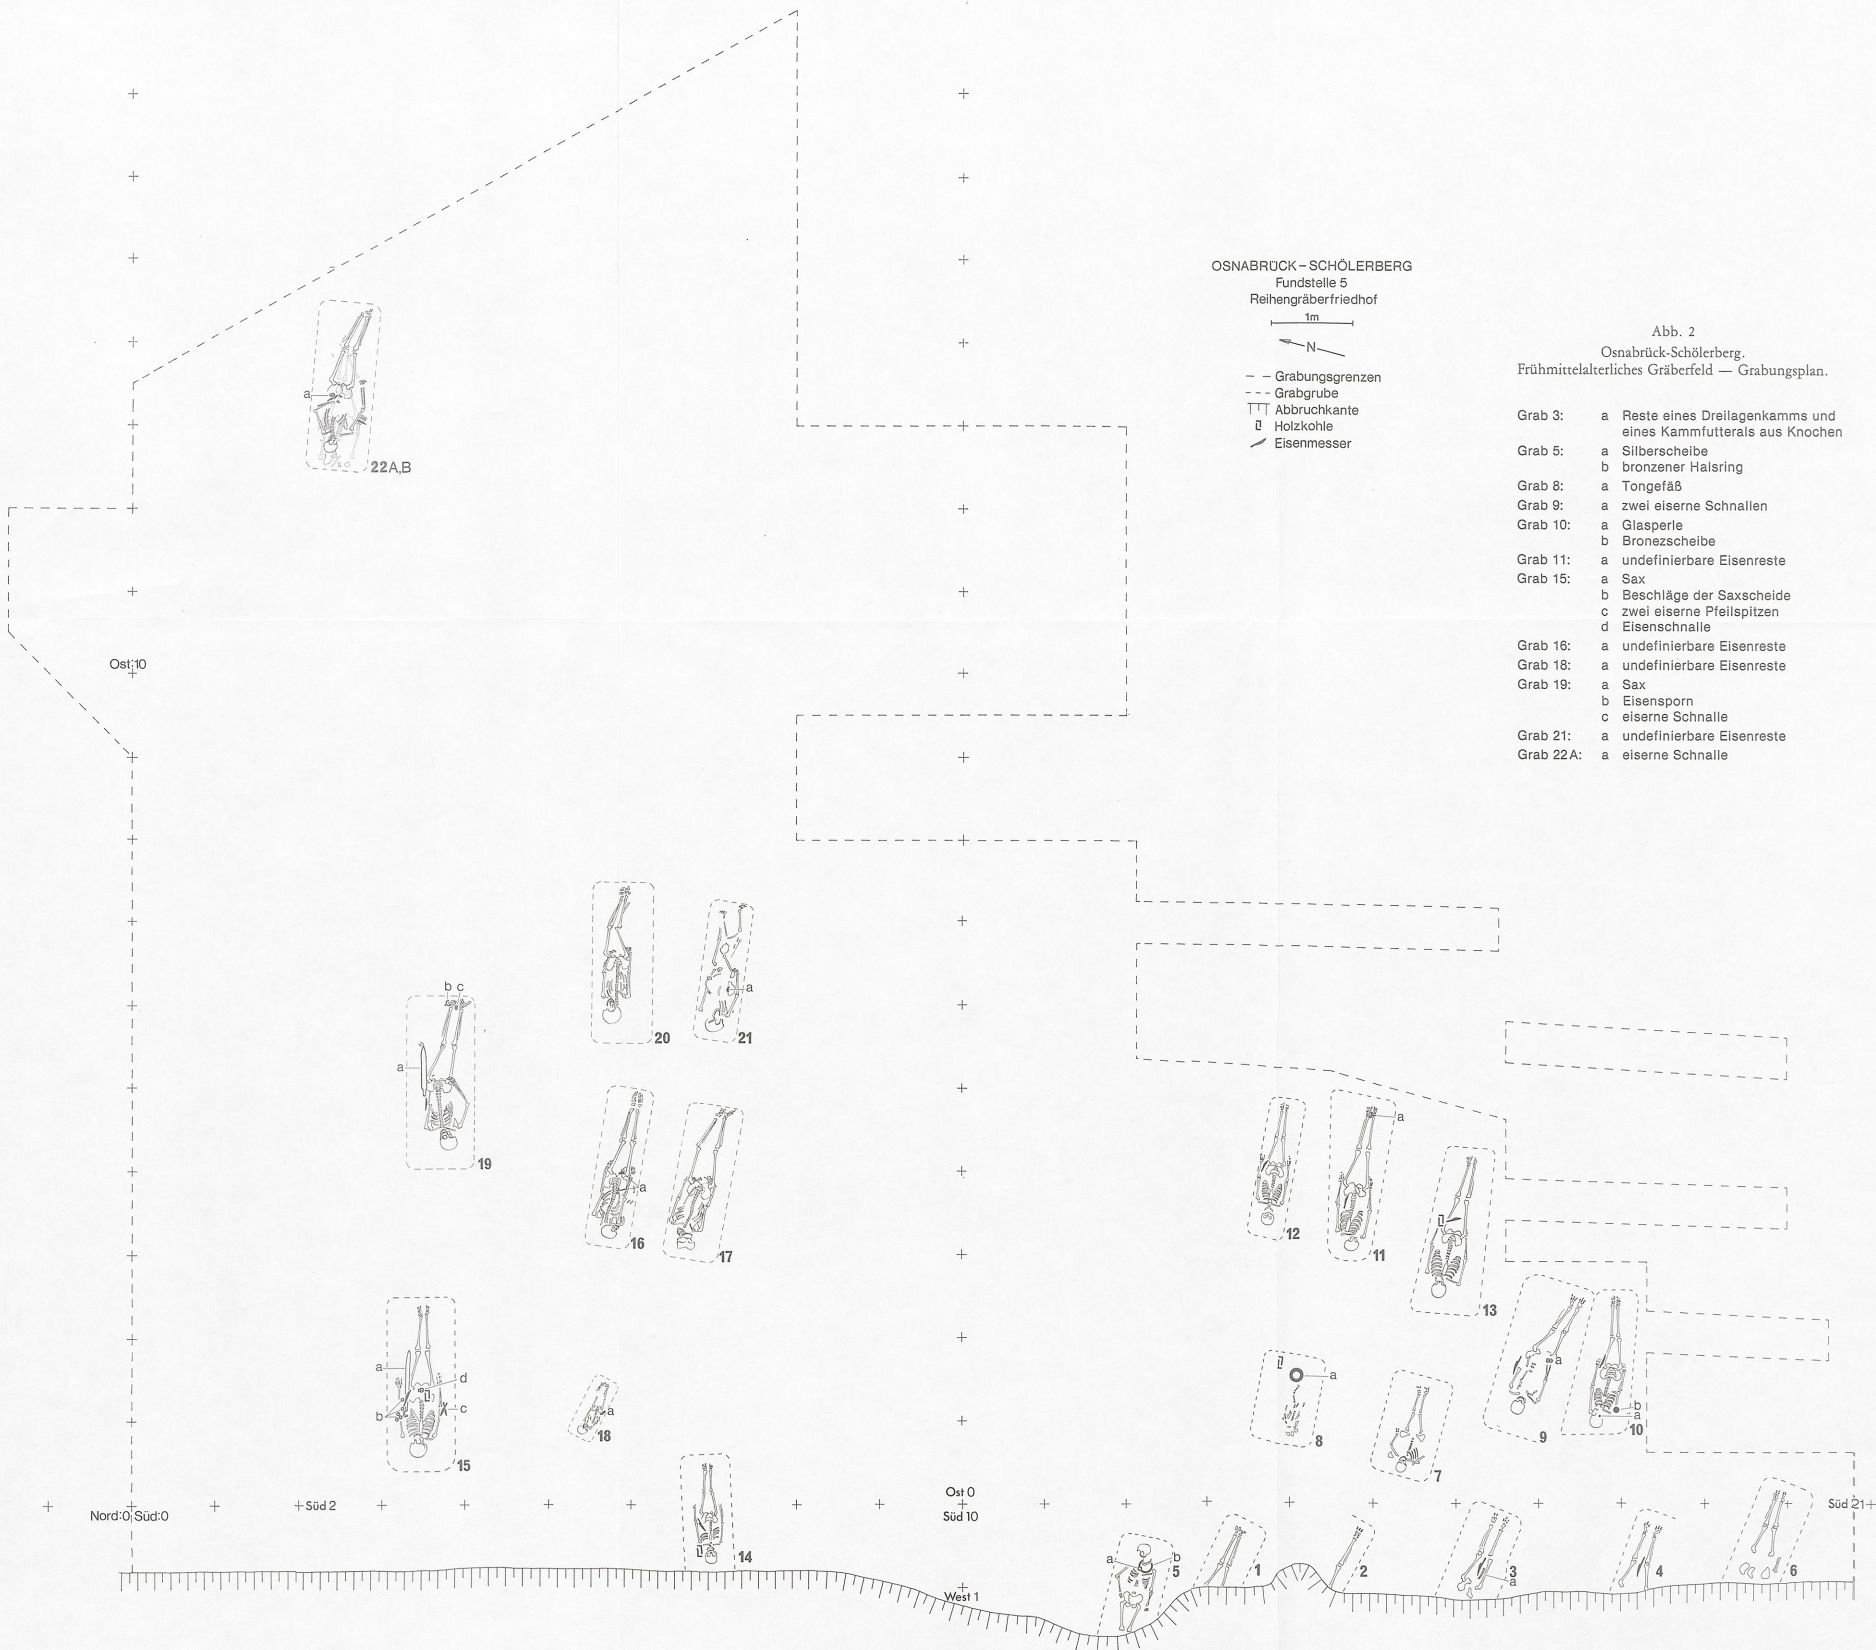 OSNABRÜCK – SCHÖLERBERG
Fundstelle 5
Reihengräberfriedhof
1m
N
Grabungsgrenzen
Grabgrube
Abbruchkante
Holzkohle
Eisenmesser
Abb. 2
Osnabrück-Schölerberg.
Frühmittelalterliches Gräberfeld — Grabungsplan.
Grab 3: a Reste eines Dreilagenkamms und
eines Kammfutterals aus Knochen
Grab 5: a Silberscheibe
b bronzener Halsring
Grab 8: a Tongefäß
Grab 9: a zwei eiserne Schnallen
Grab 10: a Glasperle
b Bronezscheibe
Grab 11: a undefinierbare Eisenreste
Grab 15: a Sax
b Beschläge der Saxscheide
c zwei eiserne Pfeilspitzen
d Eisenschnalle
Grab 16: a undefinierbare Eisenreste
Grab 18: a undefinierbare Eisenreste
Grab 19: a Sax
b Eisensporn
c eiserne Schnalle
Grab 21: a undefinierbare Eisenreste
Grab 22A: a eiserne Schnalle
a
22A,B
Ost:10
b c
a
19
20
a
21
a
16
17
12
a
11
13
a
b
d
c
15
a
18
14
a
8
7
a
9
b
a
10
Nord:0 Süd:0
Süd 2
Ost 0
Süd 10
Süd 21
West 1
a
b
5
1
2
3
a
4
6